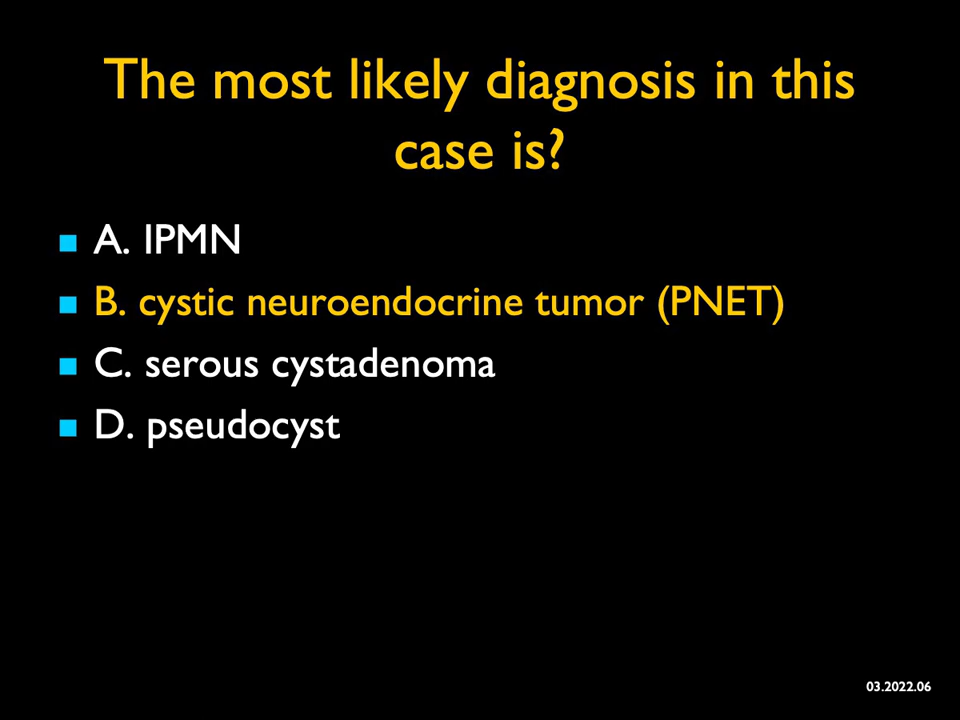 The most likely diagnosis in this
case is?
A. IPMN
B. cystic neuroendocrine tumor (PNET)
C. serous cystadenoma
D. pseudocyst
03.2022.06